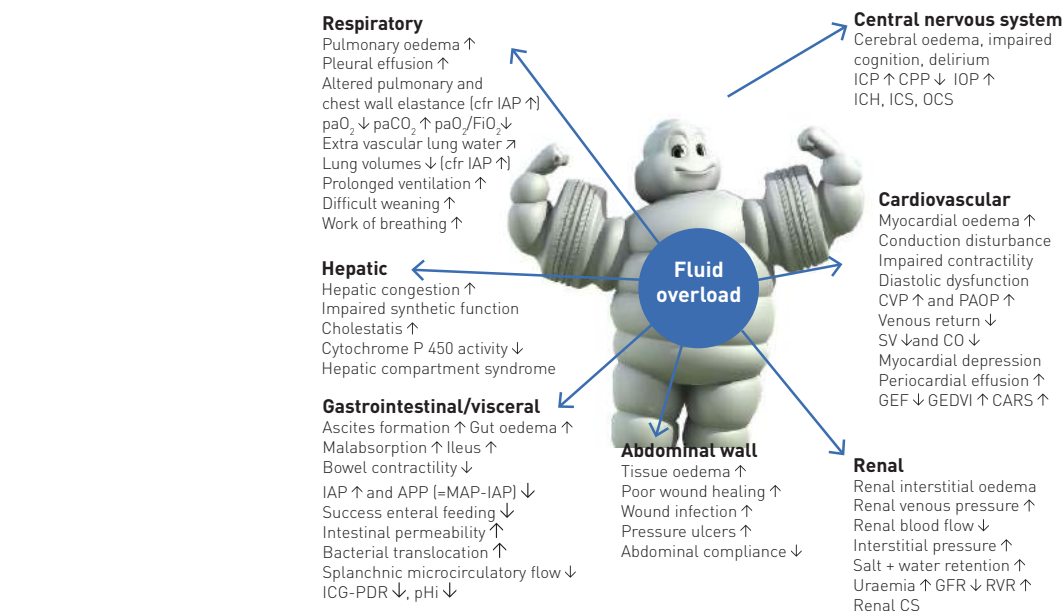 Respiratory
Pulmonary oedema ↑
Pleural effusion ↑
Altered pulmonary and
chest wall elastance (cfr IAP ↑)
paO₂ ↓ paCO₂ ↑ paO₂/FiO₂↓
Extra vascular lung water ↗
Lung volumes ↓ (cfr IAP ↑)
Prolonged ventilation ↑
Difficult weaning ↑
Work of breathing ↑
Hepatic
Hepatic congestion ↑
Impaired synthetic function
Cholestatis ↑
Cytochrome P 450 activity ↓
Hepatic compartment syndrome
Gastrointestinal/visceral
Ascites formation ↑ Gut oedema ↑
Malabsorption ↑ Ileus ↑
Bowel contractility ↓
IAP ↑ and APP (=MAP-IAP) ↓
Success enteral feeding ↓
Intestinal permeability ↑
Bacterial translocation ↑
Splanchnic microcirculatory flow ↓
ICG-PDR ↓, pHi ↓
Fluid
overload
Abdominal wall
Tissue oedema ↑
Poor wound healing ↑
Wound infection ↑
Pressure ulcers ↑
Abdominal compliance ↓
Central nervous system
Cerebral oedema, impaired
cognition, delirium
ICP ↑ CPP ↓ IOP ↑
ICH, ICS, OCS
Cardiovascular
Myocardial oedema ↑
Conduction disturbance
Impaired contractility
Diastolic dysfunction
CVP ↑ and PAOP ↑
Venous return ↓
SV ↓and CO ↓
Myocardial depression
Periocardial effusion ↑
GEF ↓ GEDVI ↑ CARS ↑
Renal
Renal interstitial oedema
Renal venous pressure ↑
Renal blood flow ↓
Interstitial pressure ↑
Salt + water retention ↑
Uraemia ↑ GFR ↓ RVR ↑
Renal CS